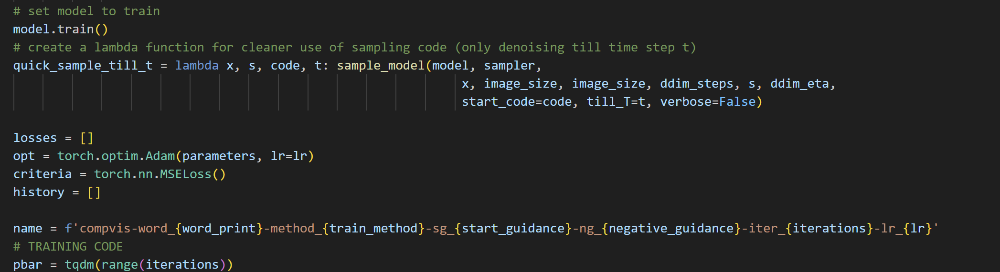 # set model to train
model.train()
# create a lambda function for cleaner use of sampling code (only denoising till time step t)
quick_sample_till_t = lambda x, s, code, t: sample_model(model, sampler,
x, image_size, image_size, ddim_steps, s, ddim_eta,
start_code=code, till_T=t, verbose=False)
losses = []
opt = torch.optim.Adam(parameters, lr=lr)
criteria = torch.nn.MSELoss()
history = []
name = f'compvis-word_{word_print}-method_{train_method}-sg_{start_guidance}-ng_{negative_guidance}-iter_{iterations}-lr_{lr}'
# TRAINING CODE
pbar = tqdm(range(iterations))